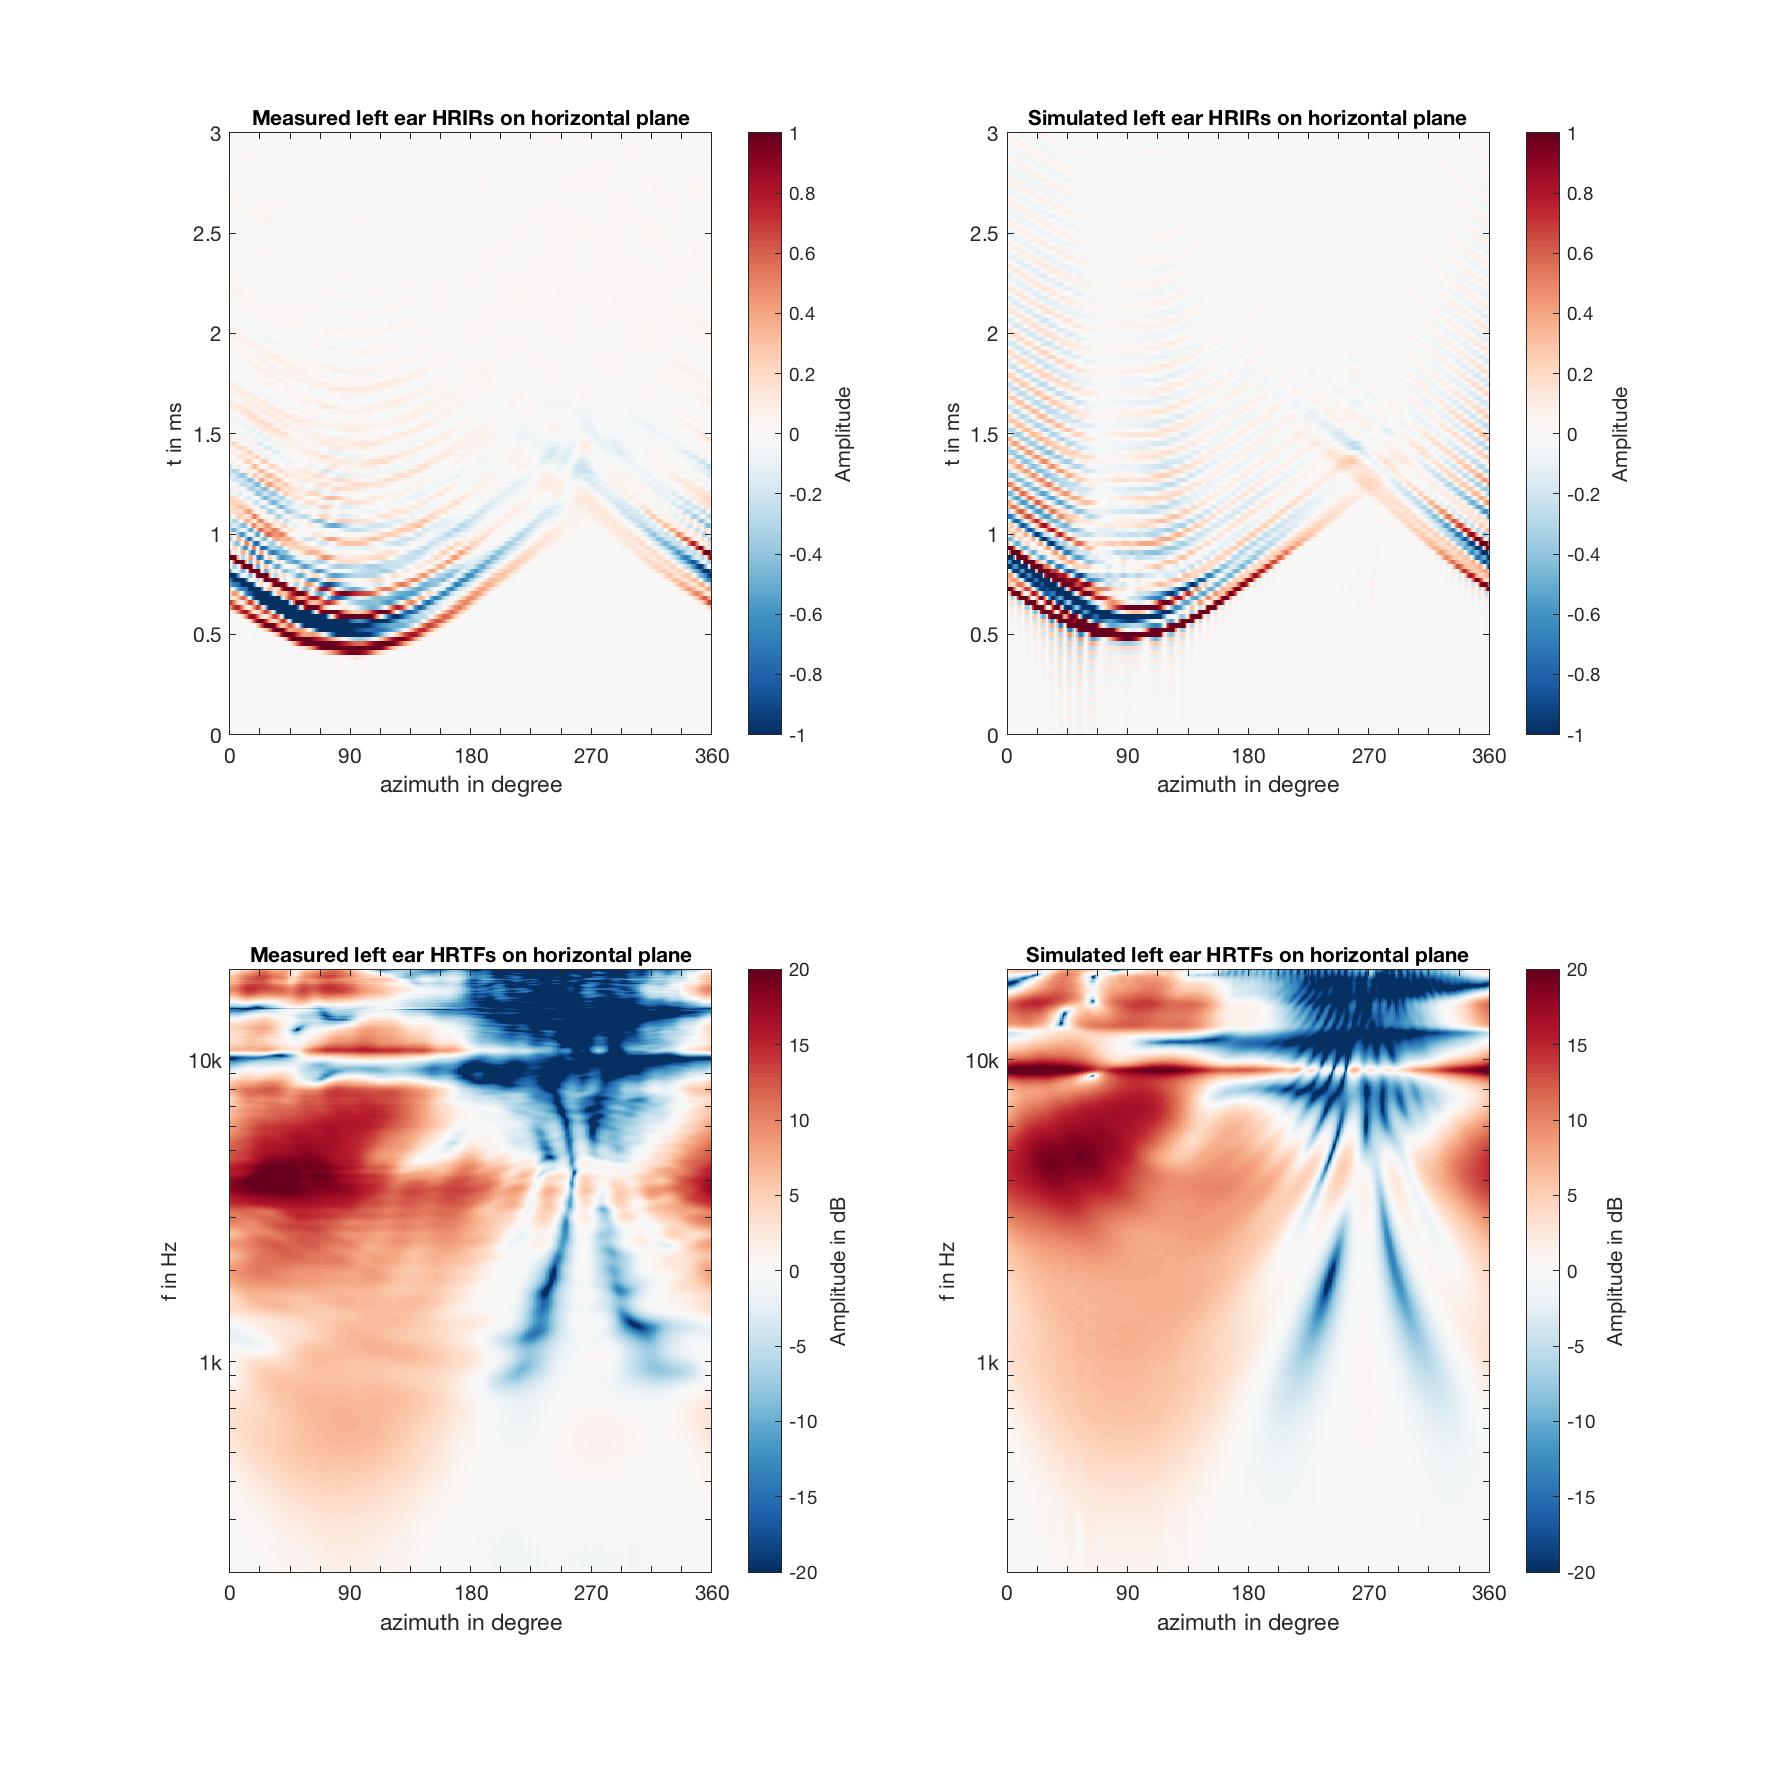 Measured left ear HRIRs on horizontal plane
3
2.5
2
1.5
1
0.5
0
t in ms
0 90 180 270 360
azimuth in degree
1
0.8
0.6
0.4
0.2
0
-0.2
-0.4
-0.6
-0.8
-1
Amplitude
Simulated left ear HRIRs on horizontal plane
3
2.5
2
1.5
1
0.5
0
t in ms
0 90 180 270 360
azimuth in degree
1
0.8
0.6
0.4
0.2
0
-0.2
-0.4
-0.6
-0.8
-1
Amplitude
Measured left ear HRTFs on horizontal plane
10k
1k
f in Hz
0 90 180 270 360
azimuth in degree
20
15
10
5
0
-5
-10
-15
-20
Amplitude in dB
Simulated left ear HRTFs on horizontal plane
10k
1k
f in Hz
0 90 180 270 360
azimuth in degree
20
15
10
5
0
-5
-10
-15
-20
Amplitude in dB